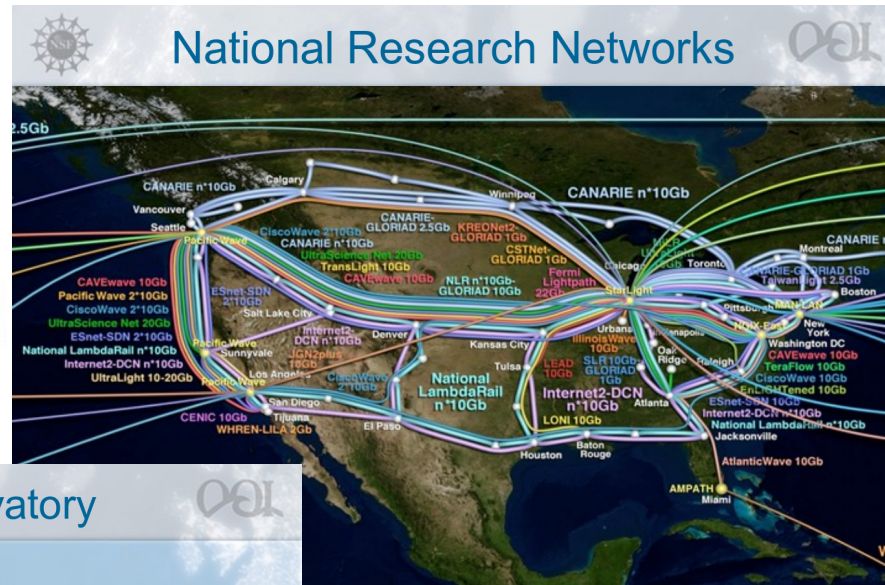 NSF
National Research Networks
OOI
2.5Gb
CANARIE n*10Gb
Calgary
Winnipeg
CANARIE n*10Gb
Vancouver
Seattle
Pacific Wave
CiscoWave 2*10Gb
CANARIE n*10Gb
UltraScience Net 20Gb
TransLight 10Gb
CAVEwave 10Gb
CANARIE-
GLORIAD 2.5Gb
KREONet2-
GLORIAD 1Gb
CSTNet-
GLORIAD 1Gb
NLR n*10Gb-
GLORIAD 10Gb
Fermi
Lightpath
22Gb
Chicago
StarLight
Toronto
Montreal
CANARIE
CANARIE-GLORIAD 1Gb
TaiwanLight 2.5Gb
Boston
CAVEwave 10Gb
Pacific Wave 2*10Gb
CiscoWave 2*10Gb
UltraScience Net 20Gb
ESnet-SDN 2*10Gb
National LambdaRail n*10Gb
Internet2-DCN n*10Gb
UltraLight 10-20Gb
ESnet-SDN
2*10Gb
Salt Lake City
Pacific Wave
Sunnyvale
Internet2-
DCN n*10Gb
JGN2plus
10Gb
Denver
Los Angeles
Pacific Wave
CiscoWave
2*10Gb
San Diego
Tijuana
CENIC 10Gb
WHREN-LILA 2Gb
El Paso
National
LambdaRail
n*10Gb
Kansas City
Tulsa
Urbana
IllinoisWave
10Gb
Indianapolis
LEAD
10Gb
SLR 10Gb-
GLORIAD
1Gb
Oak
Ridge
Raleigh
Internet2-DCN
n*10Gb
Atlanta
LONI 10Gb
Houston
Baton
Rouge
Pittsburgh
MAN LAN
NGIX-East
New
York
Washington DC
CAVEwave 10Gb
TeraFlow 10Gb
CiscoWave 10Gb
EnLIGHTened 10Gb
ESnet-SDN 10Gb
Internet2-DCN n*10Gb
National LambdaRail n*10Gb
Jacksonville
AtlanticWave 10Gb
AMPATH
Miami
W
vatory
OOI